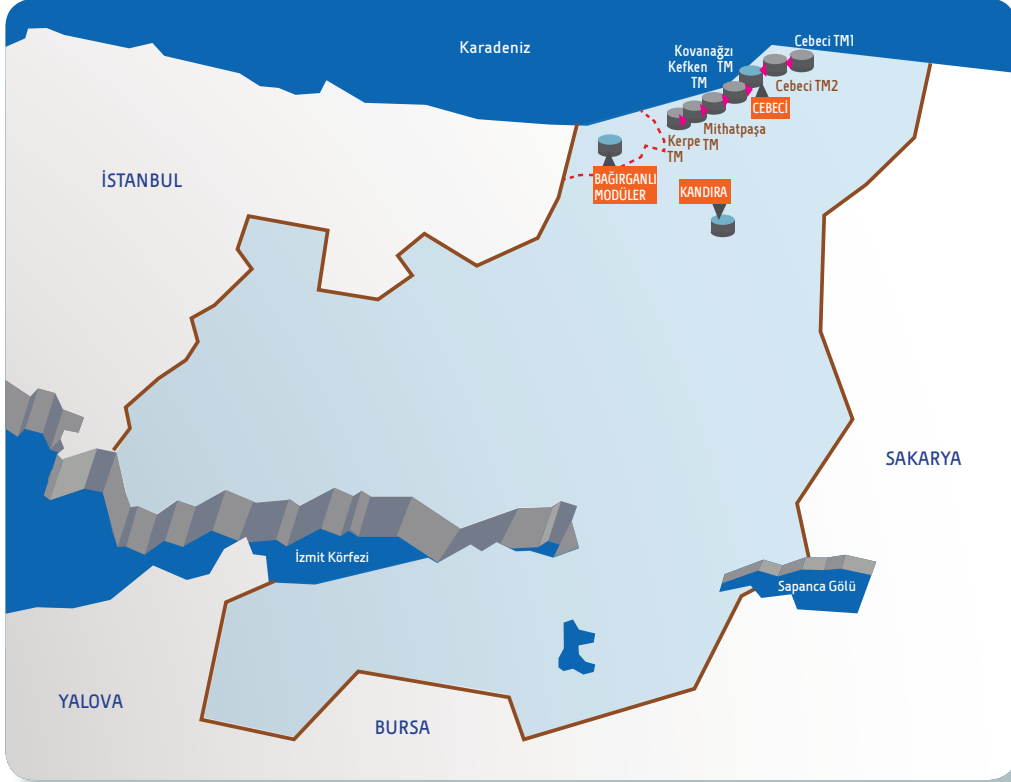 Karadeniz
Cebeci TM1
Kovanağzı
Kefken TM
TM
Cebeci TM2
CEBECİ
Mithatpaşa
Kerpe TM
TM
BAĞIRGANLI
MODÜLER
KANDIRA
İSTANBUL
SAKARYA
İzmit Körfezi
Sapanca Gölü
YALOVA
BURSA